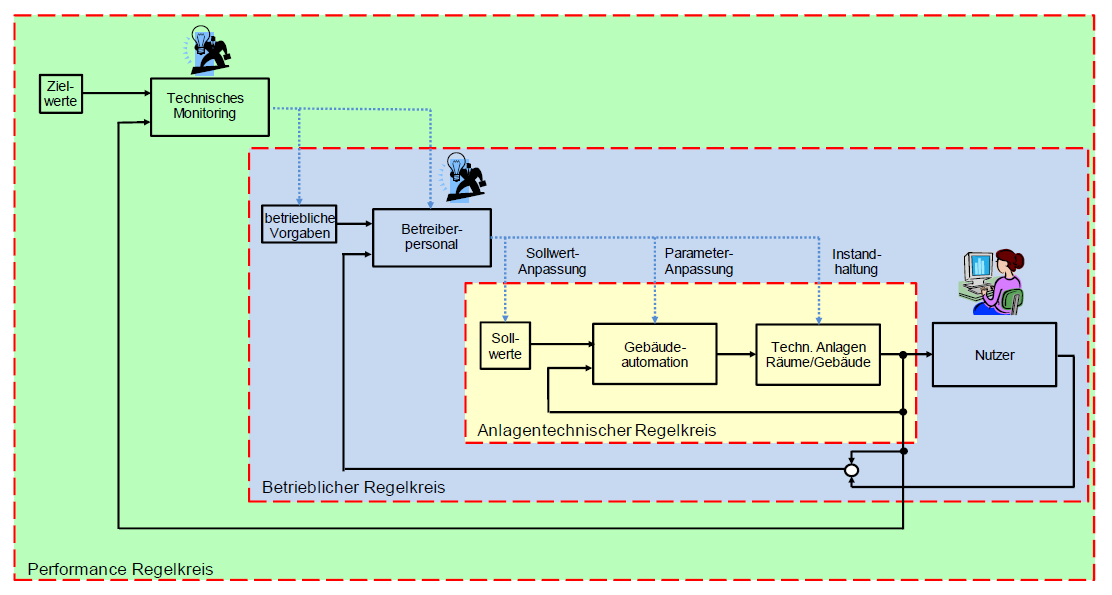 Ziel-
werte
Technisches
Monitoring
betriebliche
Vorgaben
Betreiber-
personal
Sollwert-
Anpassung
Parameter-
Anpassung
Instand-
haltung
Soll-
werte
Gebäude-
automation
Techn. Anlagen
Räume/Gebäude
Nutzer
Anlagentechnischer Regelkreis
Betrieblicher Regelkreis
Performance Regelkreis